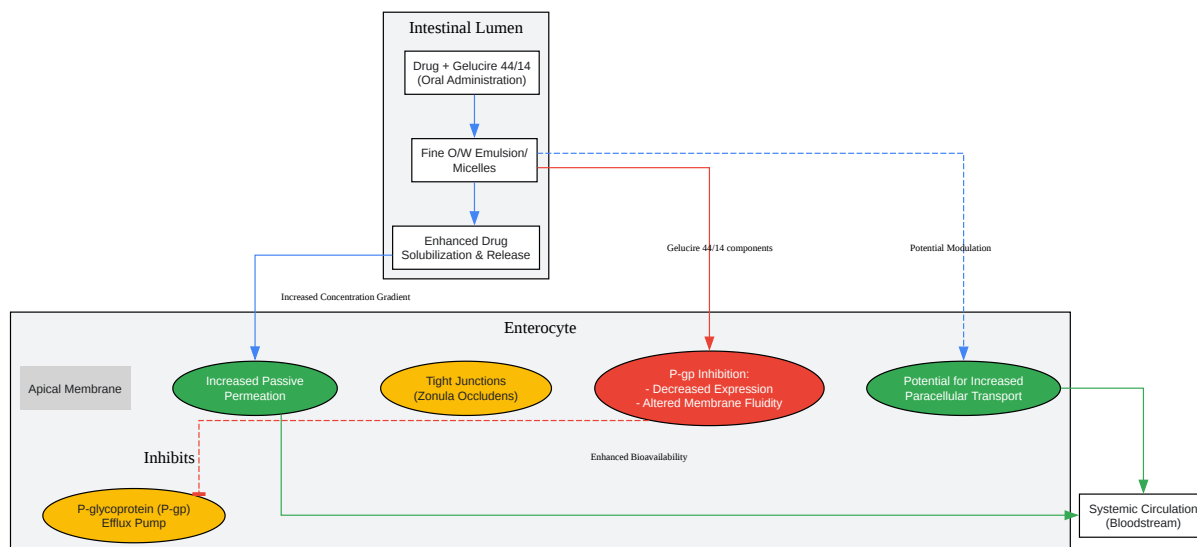 Intestinal Lumen
Drug + Gelucire 44/14
(Oral Administration)
Fine O/W Emulsion/
Micelles
Enhanced Drug
Solubilization & Release
Gelucire 44/14 components
Potential Modulation
Increased Concentration Gradient
Enterocyte
Apical Membrane
Increased Passive
Permeation
Tight Junctions
(Zonula Occludens)
P-gp Inhibition:
- Decreased Expression
- Altered Membrane Fluidity
Potential for Increased
Paracellular Transport
Inhibits
Enhanced Bioavailability
P-glycoprotein (P-gp)
Efflux Pump
Systemic Circulation
(Bloodstream)